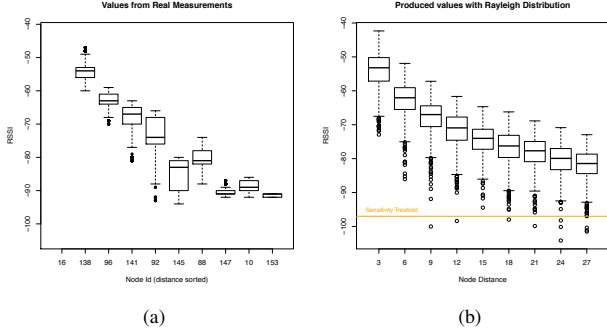 Values from Real Measurements
RSSI
−40
−50
−60
−70
−80
−90
−100
16 138 96 141 92 145 88 147 10 153
Node Id (distance sorted)
(a)
Produced values with Rayleigh Distribution
RSSI
−40
−50
−60
−70
−80
−90
−100
Sensitivity Treshold
3 6 9 12 15 18 21 24 27
Node Distance
(b)